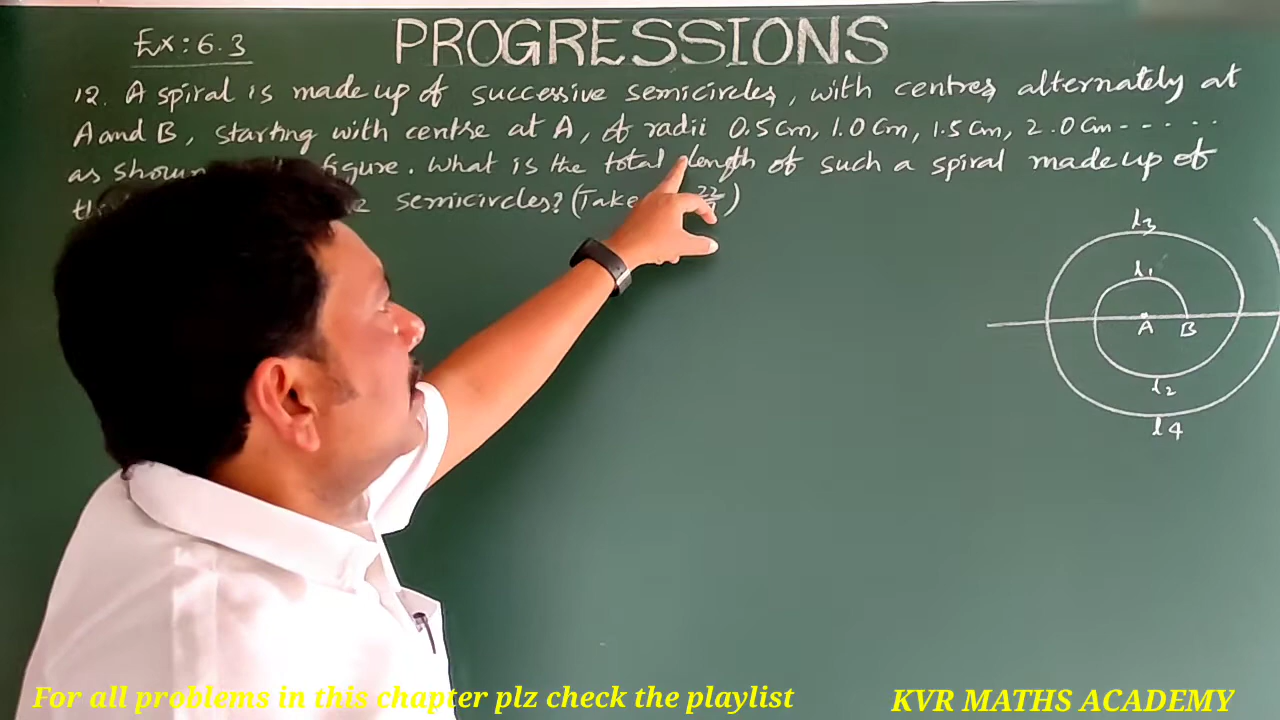 Ex: 6.3
PROGRESSIONS
12. A spiral is made up of successive semicircles, with centres alternately at
A and B, starting with centre at A, of radii 0.5 cm, 1.0 cm, 1.5 cm, 2.0 cm - - - - - ..
as shown figure. What is the total length of such a spiral made up of
semicircles? (Take 22
l3
l1
A B
l2
l4
For all problems in this chapter plz check the playlist
KVR MATHS ACADEMY